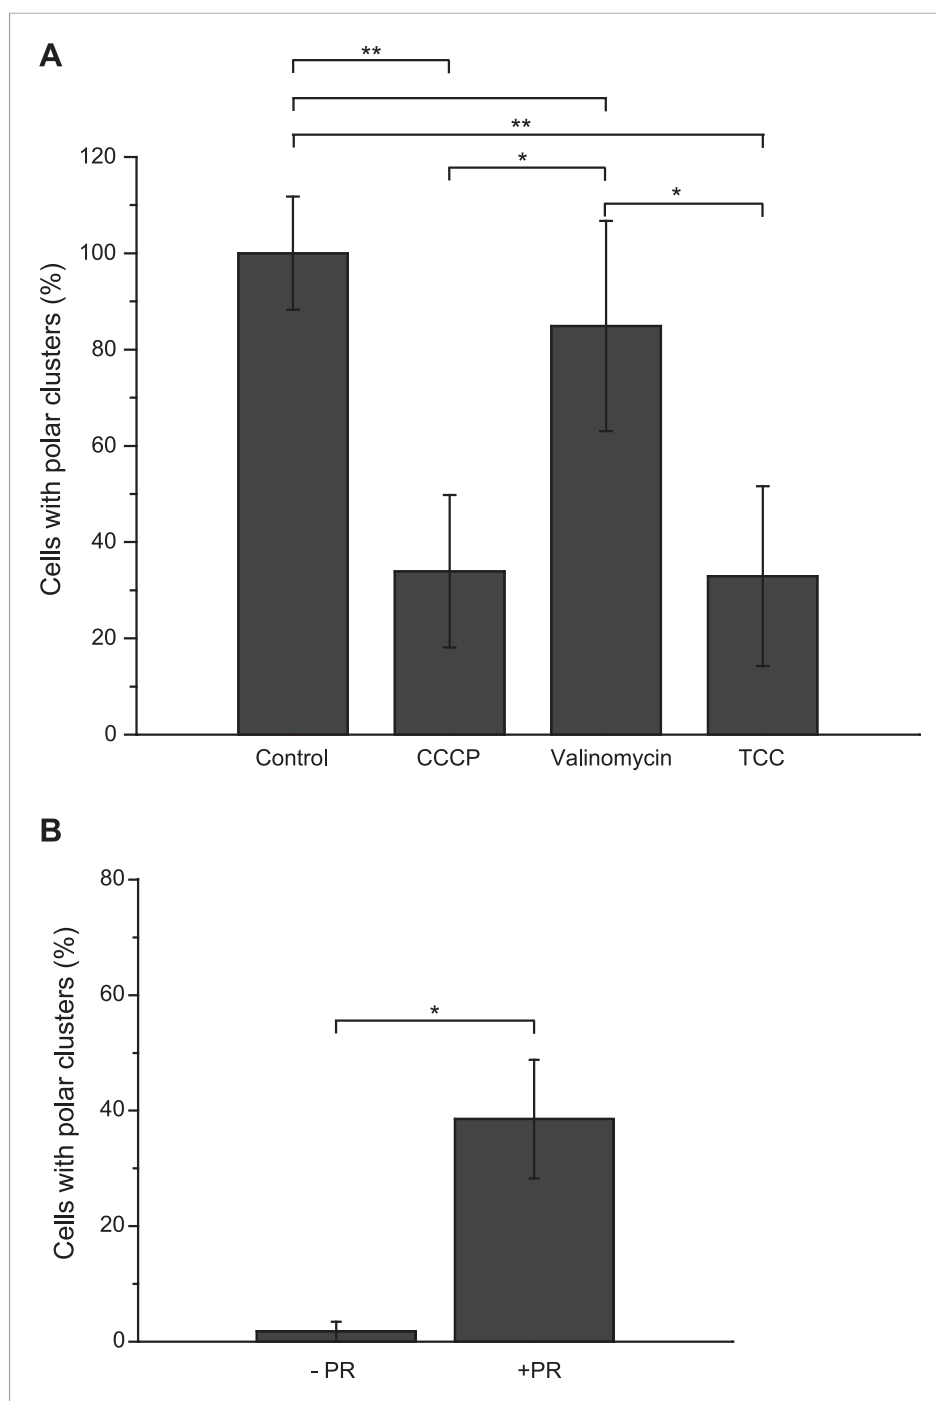 A
**
**
*
*
120
100
80
60
40
20
0
Cells with polar clusters (%)
Control CCCP Valinomycin TCC
B
80
60
40
20
0
Cells with polar clusters (%)
*
- PR +PR